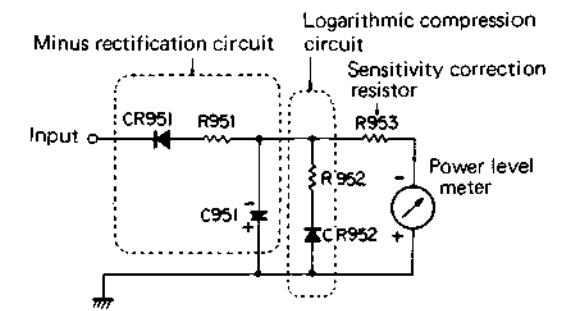 Logarithmic compression
circuit
Minus rectification circuit
Sensitivity correction
resistor
CR951
R951
R953
Input
Power level
meter
-
R952
-
C951
+
CR952
+